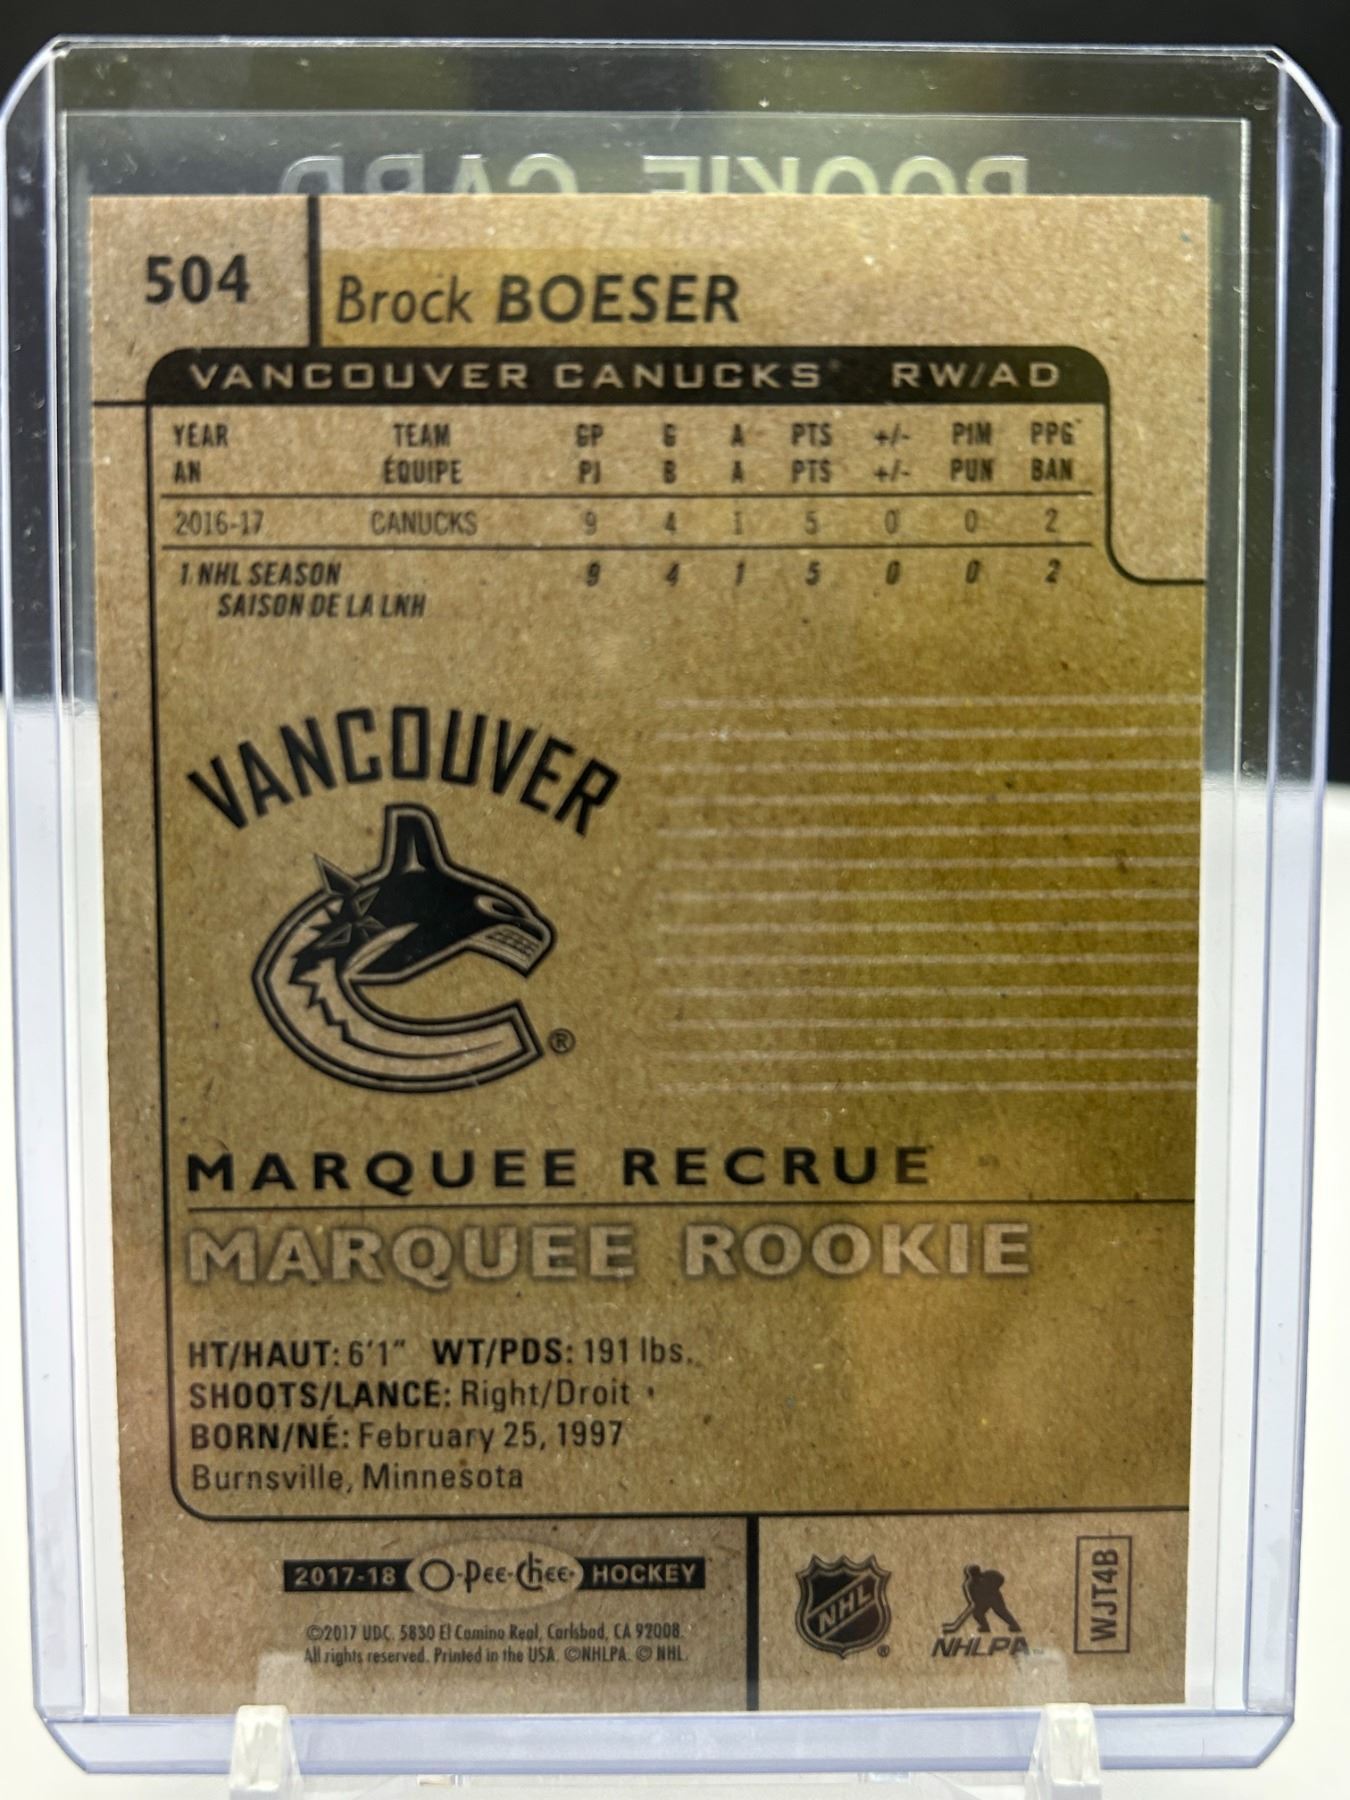 ROOKIE CARD
504
Brock BOESER
VANCOUVER CANUCKS RW/AD
YEAR TEAM GP G A PTS +/- PIM PPG
AN ÉQUIPE PJ B A PTS +/- PUN BAN
2016-17 CANUCKS 9 4 1 5 0 0 2
1 NHL SEASON 9 4 1 5 0 0 2
SAISON DE LA LNH
VANCOUVER
®
MARQUEE RECRUE
MARQUEE ROOKIE
HT/HAUT: 6'1" WT/PDS: 191 lbs.
SHOOTS/LANCE: Right/Droit
BORN/NÉ: February 25, 1997
Burnsville, Minnesota
2017-18 O-Pee-Chee HOCKEY
©2017 UDC. 5830 El Camino Real, Carlsbad, CA 92008.
All rights reserved. Printed in the USA. ©NHLPA. © NHL.
NHL ®
NHLPA
WJT4B